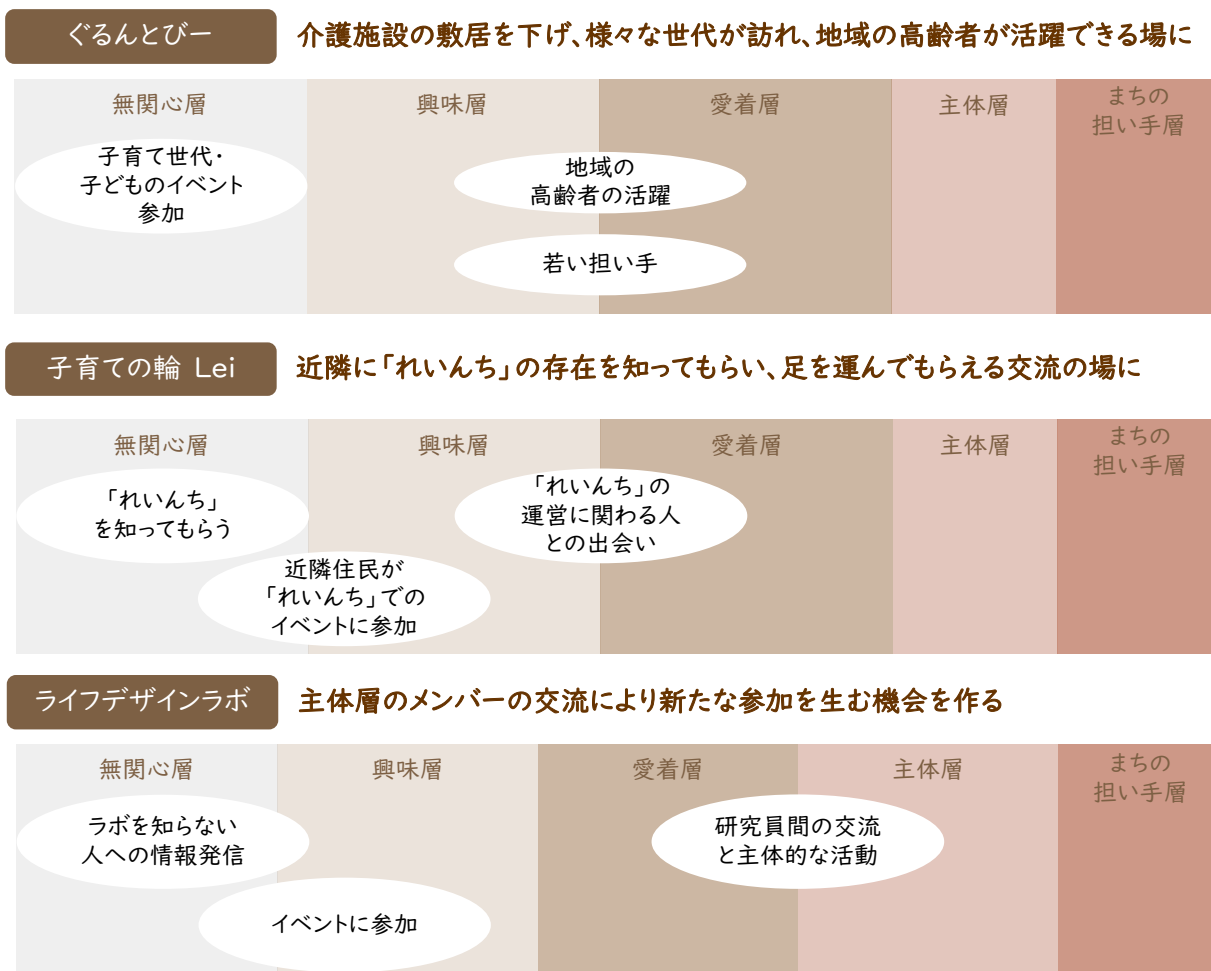 ぐるんとびー
介護施設の敷居を下げ、様々な世代が訪れ、地域の高齢者が活躍できる場に
無関心層
興味層
愛着層
主体層
まちの
担い手層
子育て世代・
子どものイベント
参加
地域の
高齢者の活躍
若い担い手
子育ての輪 Lei
近隣に「れいんち」の存在を知ってもらい、足を運んでもらえる交流の場に
無関心層
興味層
愛着層
主体層
まちの
担い手層
「れいんち」
を知ってもらう
近隣住民が
「れいんち」での
イベントに参加
「れいんち」の
運営に関わる人
との出会い
ライフデザインラボ
主体層のメンバーの交流により新たな参加を生む機会を作る
無関心層
興味層
愛着層
主体層
まちの
担い手層
ラボを知らない
人への情報発信
イベントに参加
研究員間の交流
と主体的な活動